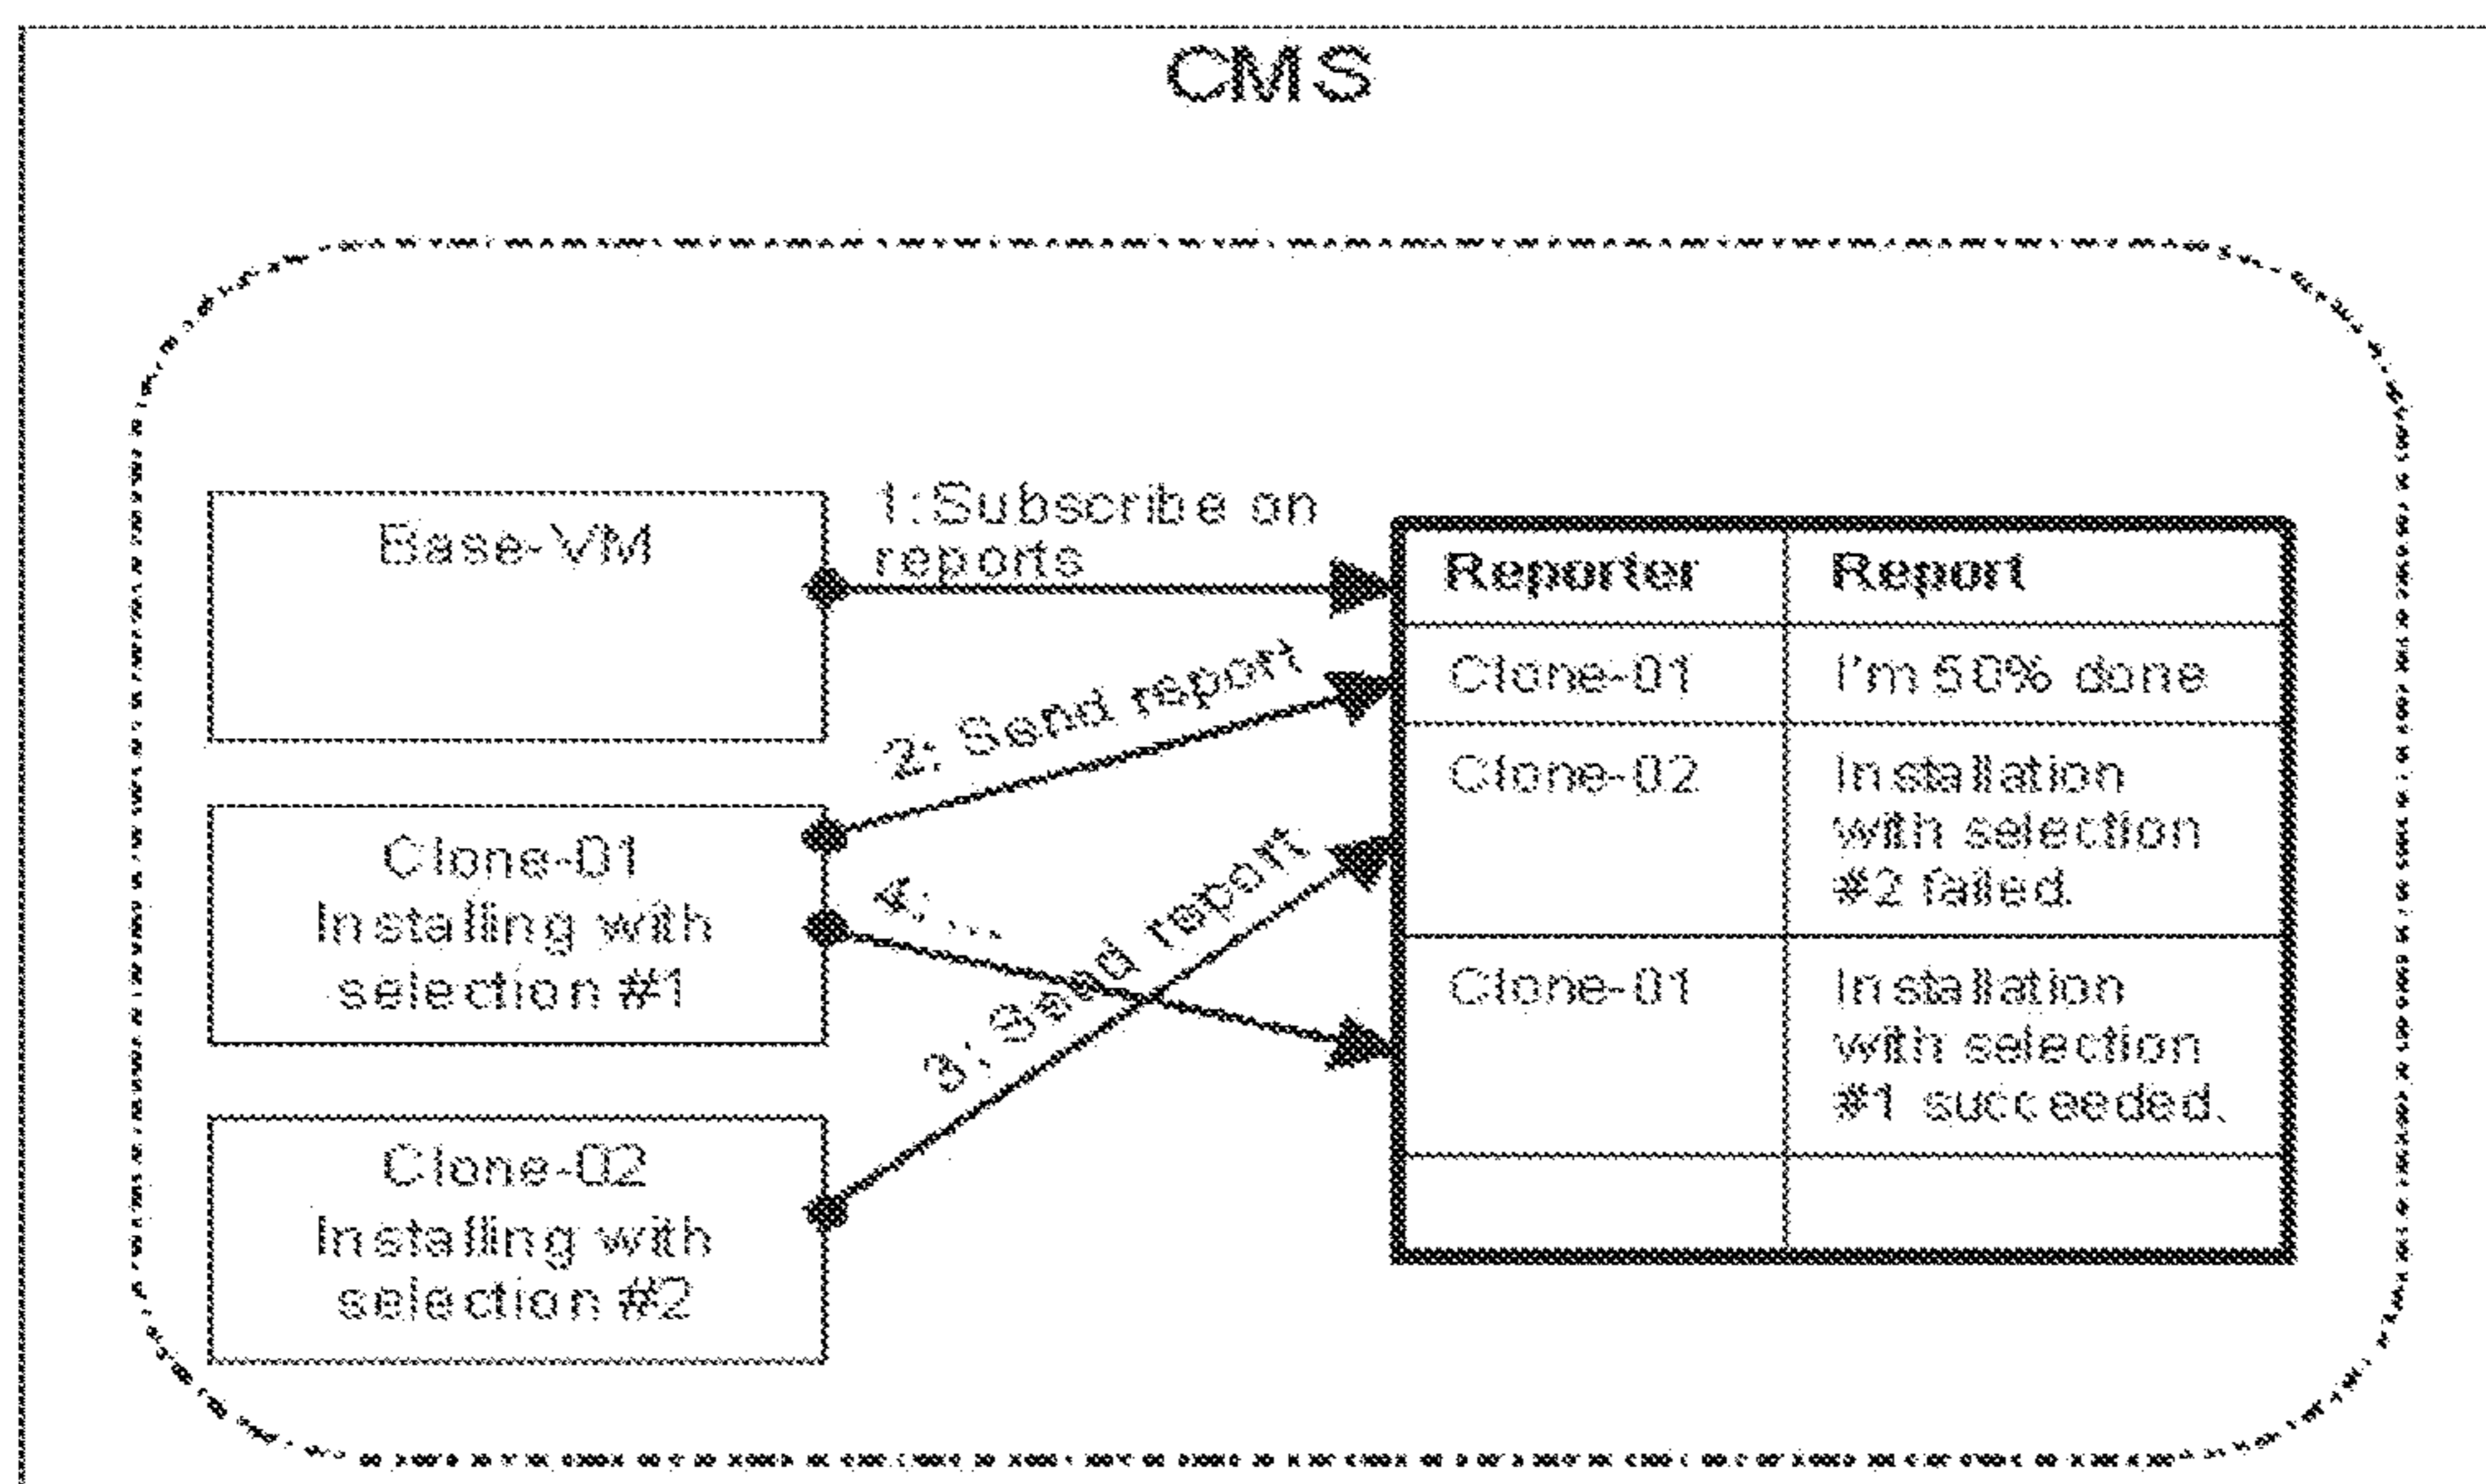 CMS
Base-VM
1:Subscribe on
reports
2: Send report
4: ...
3: Send report
Clone-01
Installing with
selection #1
Clone-02
Installing with
selection #2
Reporter Report
Clone-01 I'm 50% done
Clone-02 Installation
with selection
#2 failed.
Clone-01 Installation
with selection
#1 succeeded.